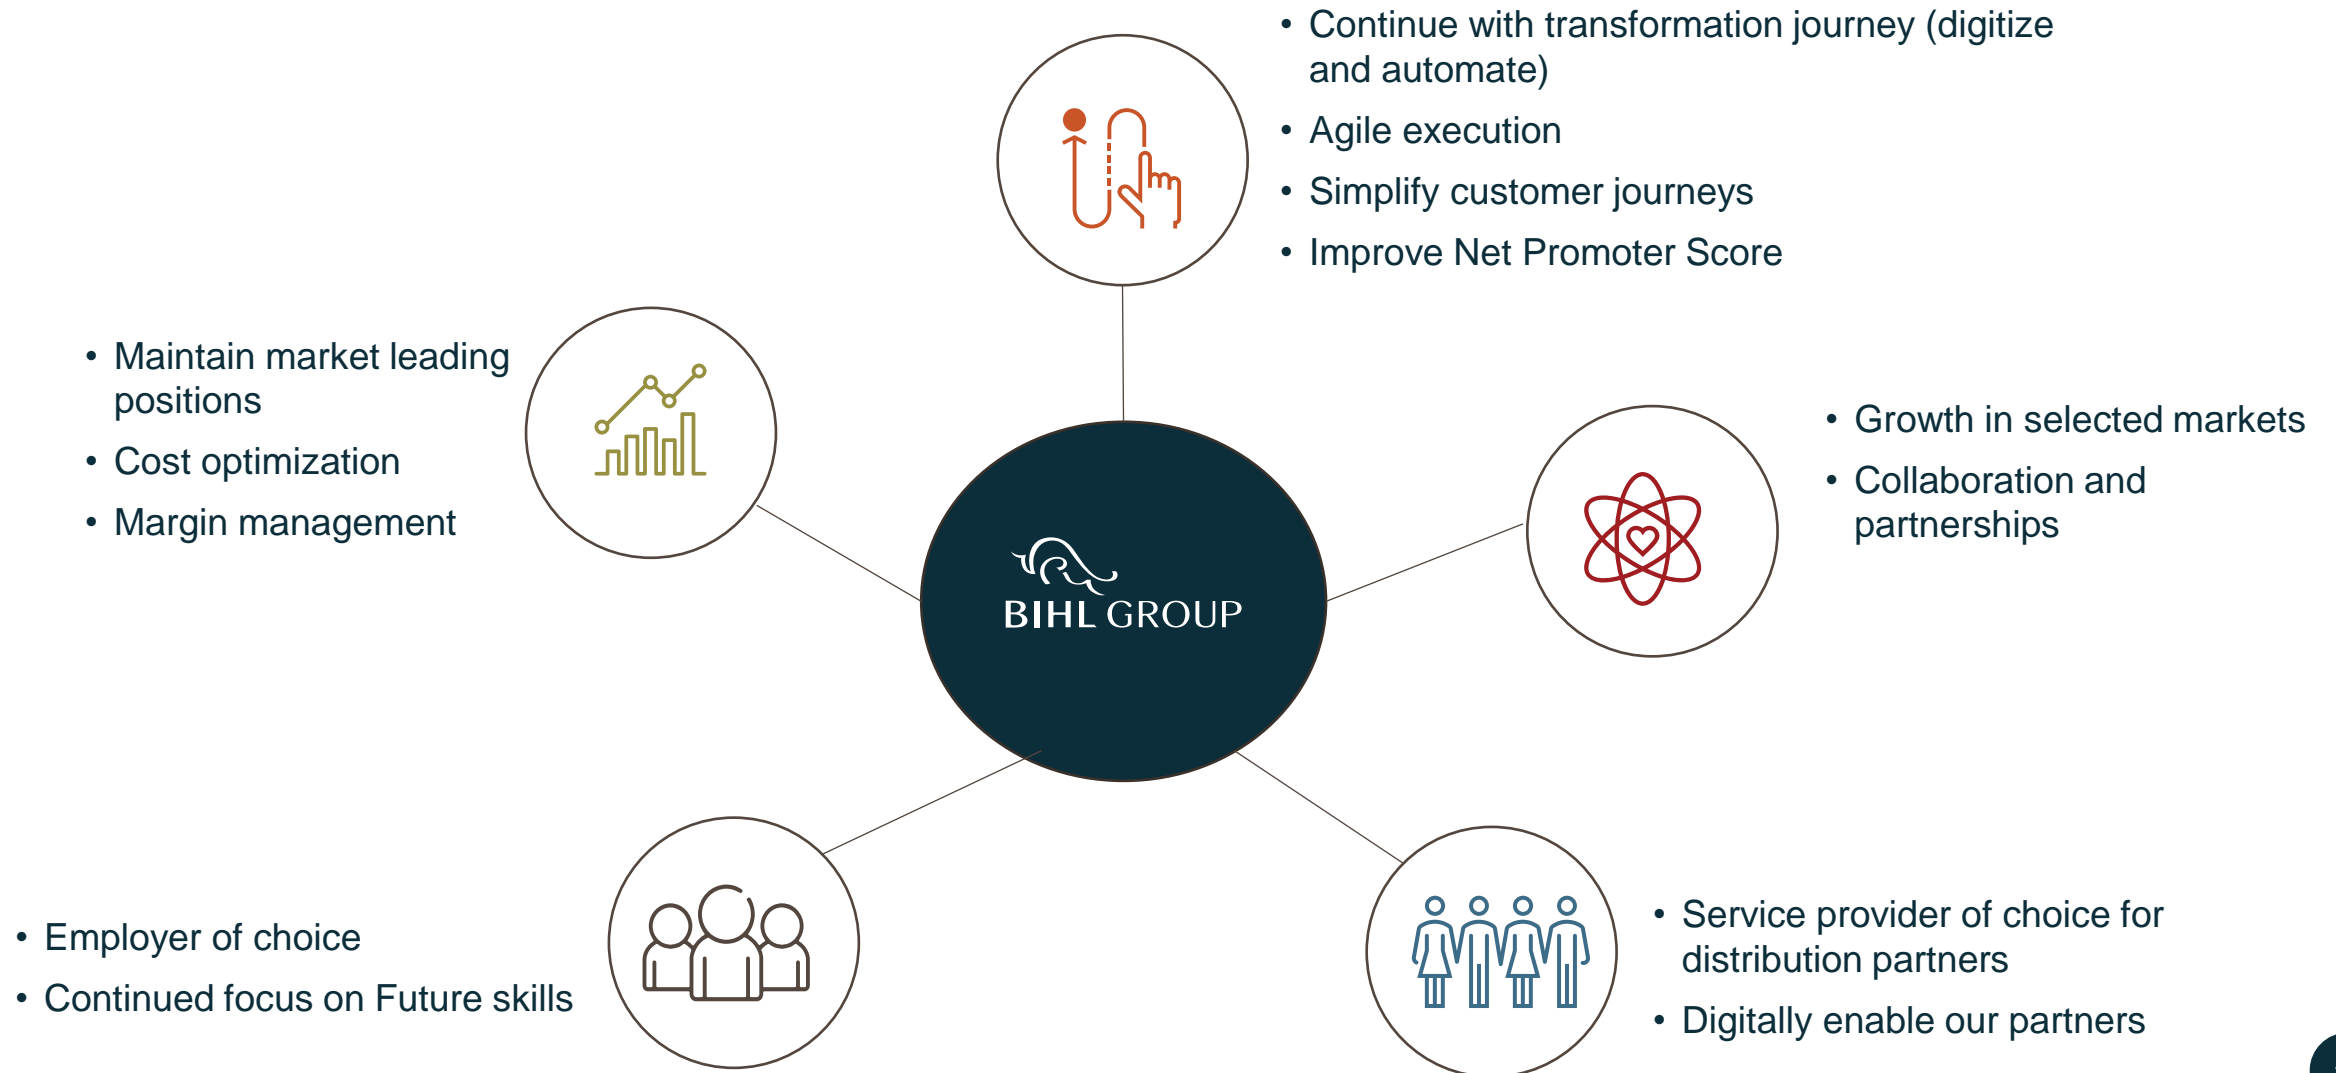 • Continue with transformation journey (digitize
and automate)
• Agile execution
• Simplify customer journeys
• Improve Net Promoter Score
• Maintain market leading
positions
• Cost optimization
• Margin management
• Growth in selected markets
• Collaboration and
partnerships
BIHL GROUP
• Employer of choice
• Continued focus on Future skills
• Service provider of choice for
distribution partners
• Digitally enable our partners